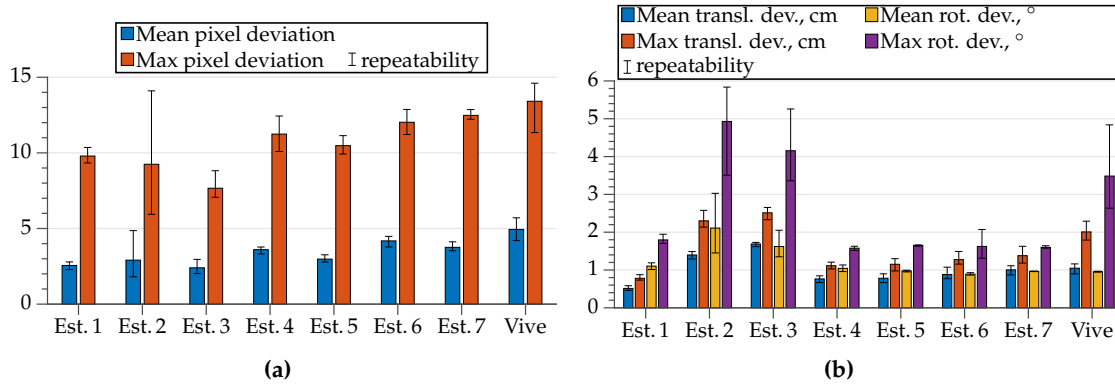 Mean pixel deviation
Max pixel deviation
repeatability
15
10
5
0
Est. 1
Est. 2
Est. 3
Est. 4
Est. 5
Est. 6
Est. 7
Vive
(a)
Mean transl. dev., cm
Mean rot. dev., °
Max transl. dev., cm
Max rot. dev., °
repeatability
6
5
4
3
2
1
0
Est. 1
Est. 2
Est. 3
Est. 4
Est. 5
Est. 6
Est. 7
Vive
(b)